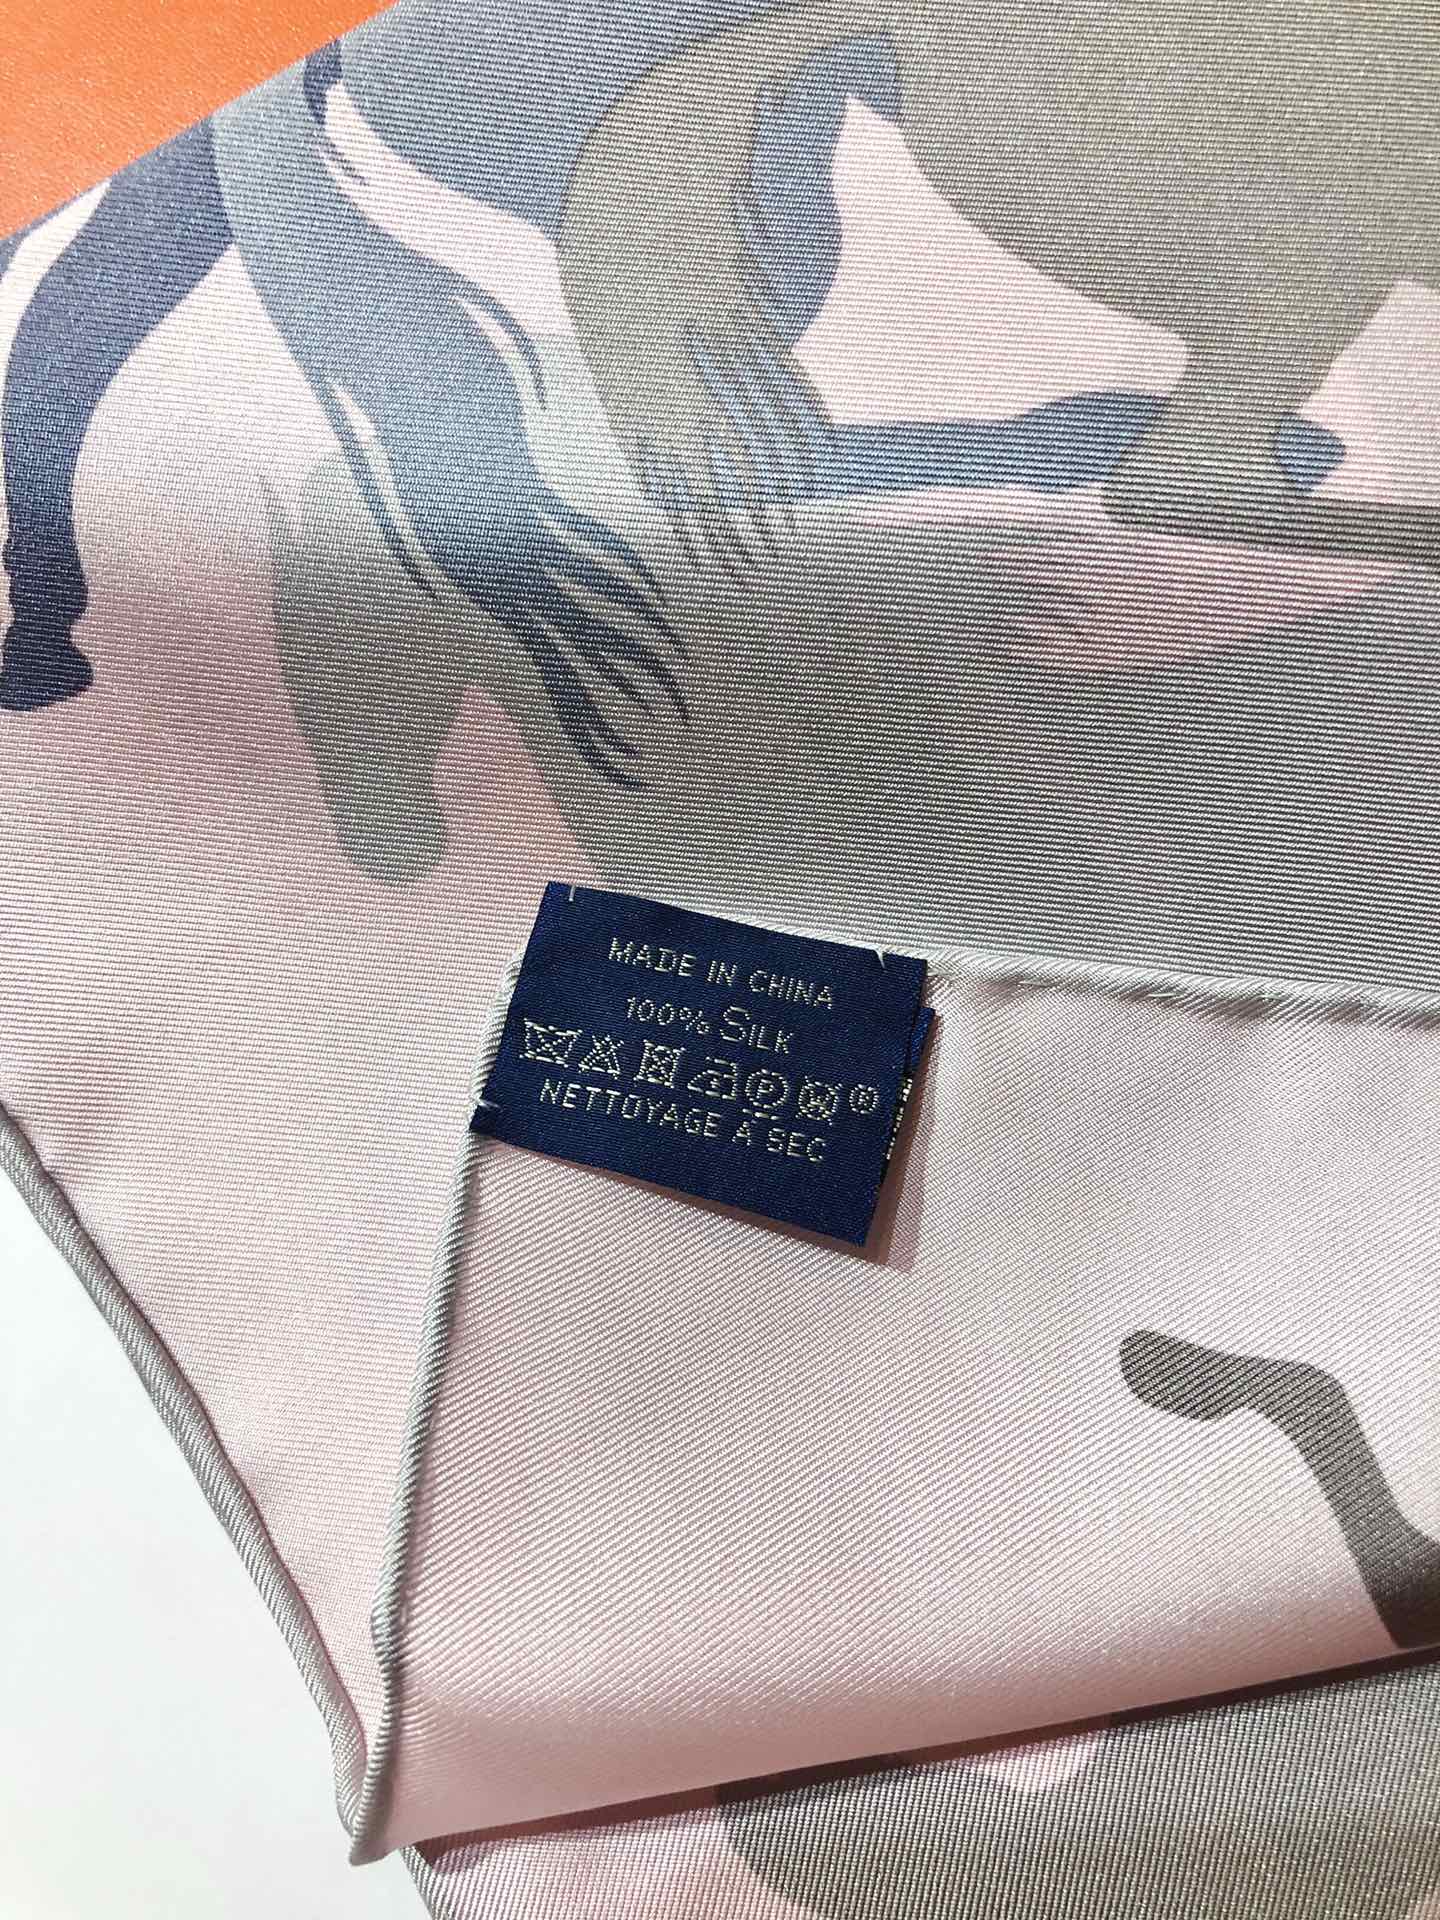 MADE IN CHINA
100% SILK
P W ®
NETTOYAGE À SEC